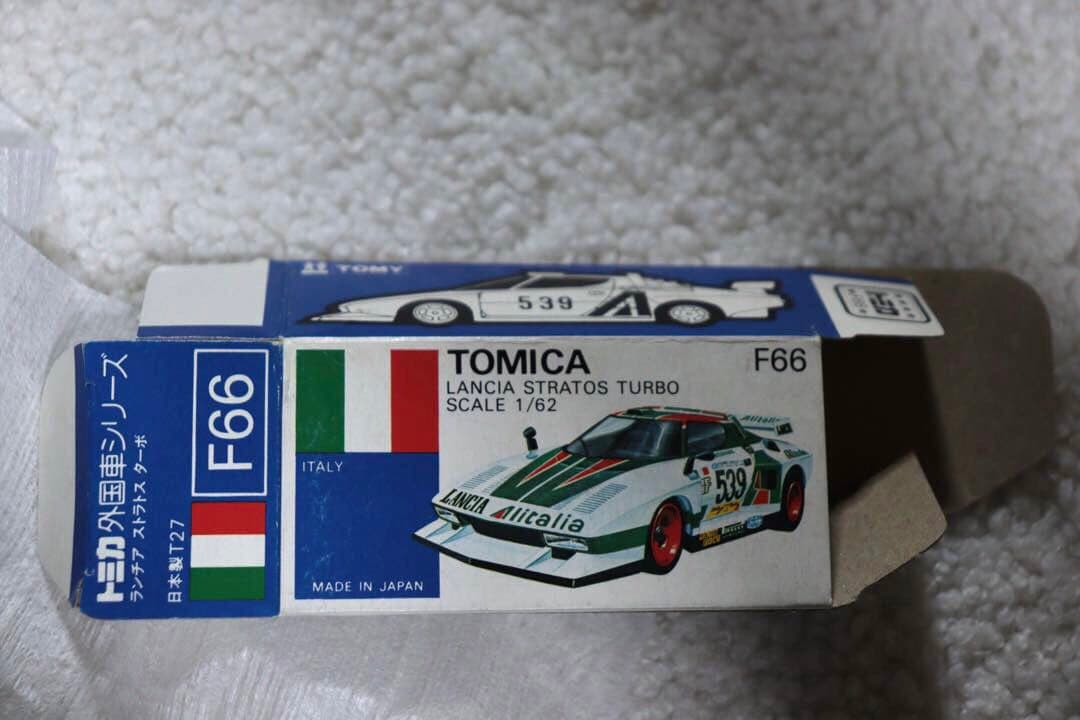 TOMY
539
TOMICA
F66
LANCIA STRATOS TURBO
SCALE 1/62
ITALY
MADE IN JAPAN
LANCIA
Alitalia
539
Alitalia
トミカ外国車シリーズ
ランチア ストラトス ターボ
日本製T27
F66